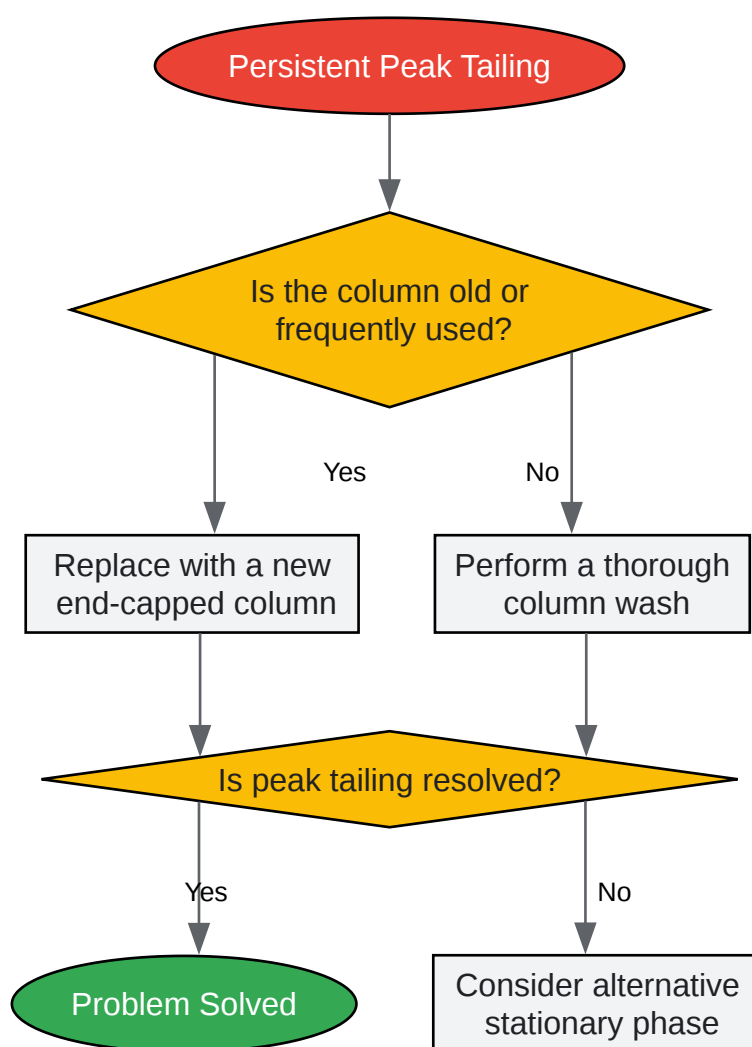 Persistent Peak Tailing
Is the column old or
frequently used?
Yes
No
Replace with a new
end-capped column
Perform a thorough
column wash
Is peak tailing resolved?
Yes
No
Problem Solved
Consider alternative
stationary phase